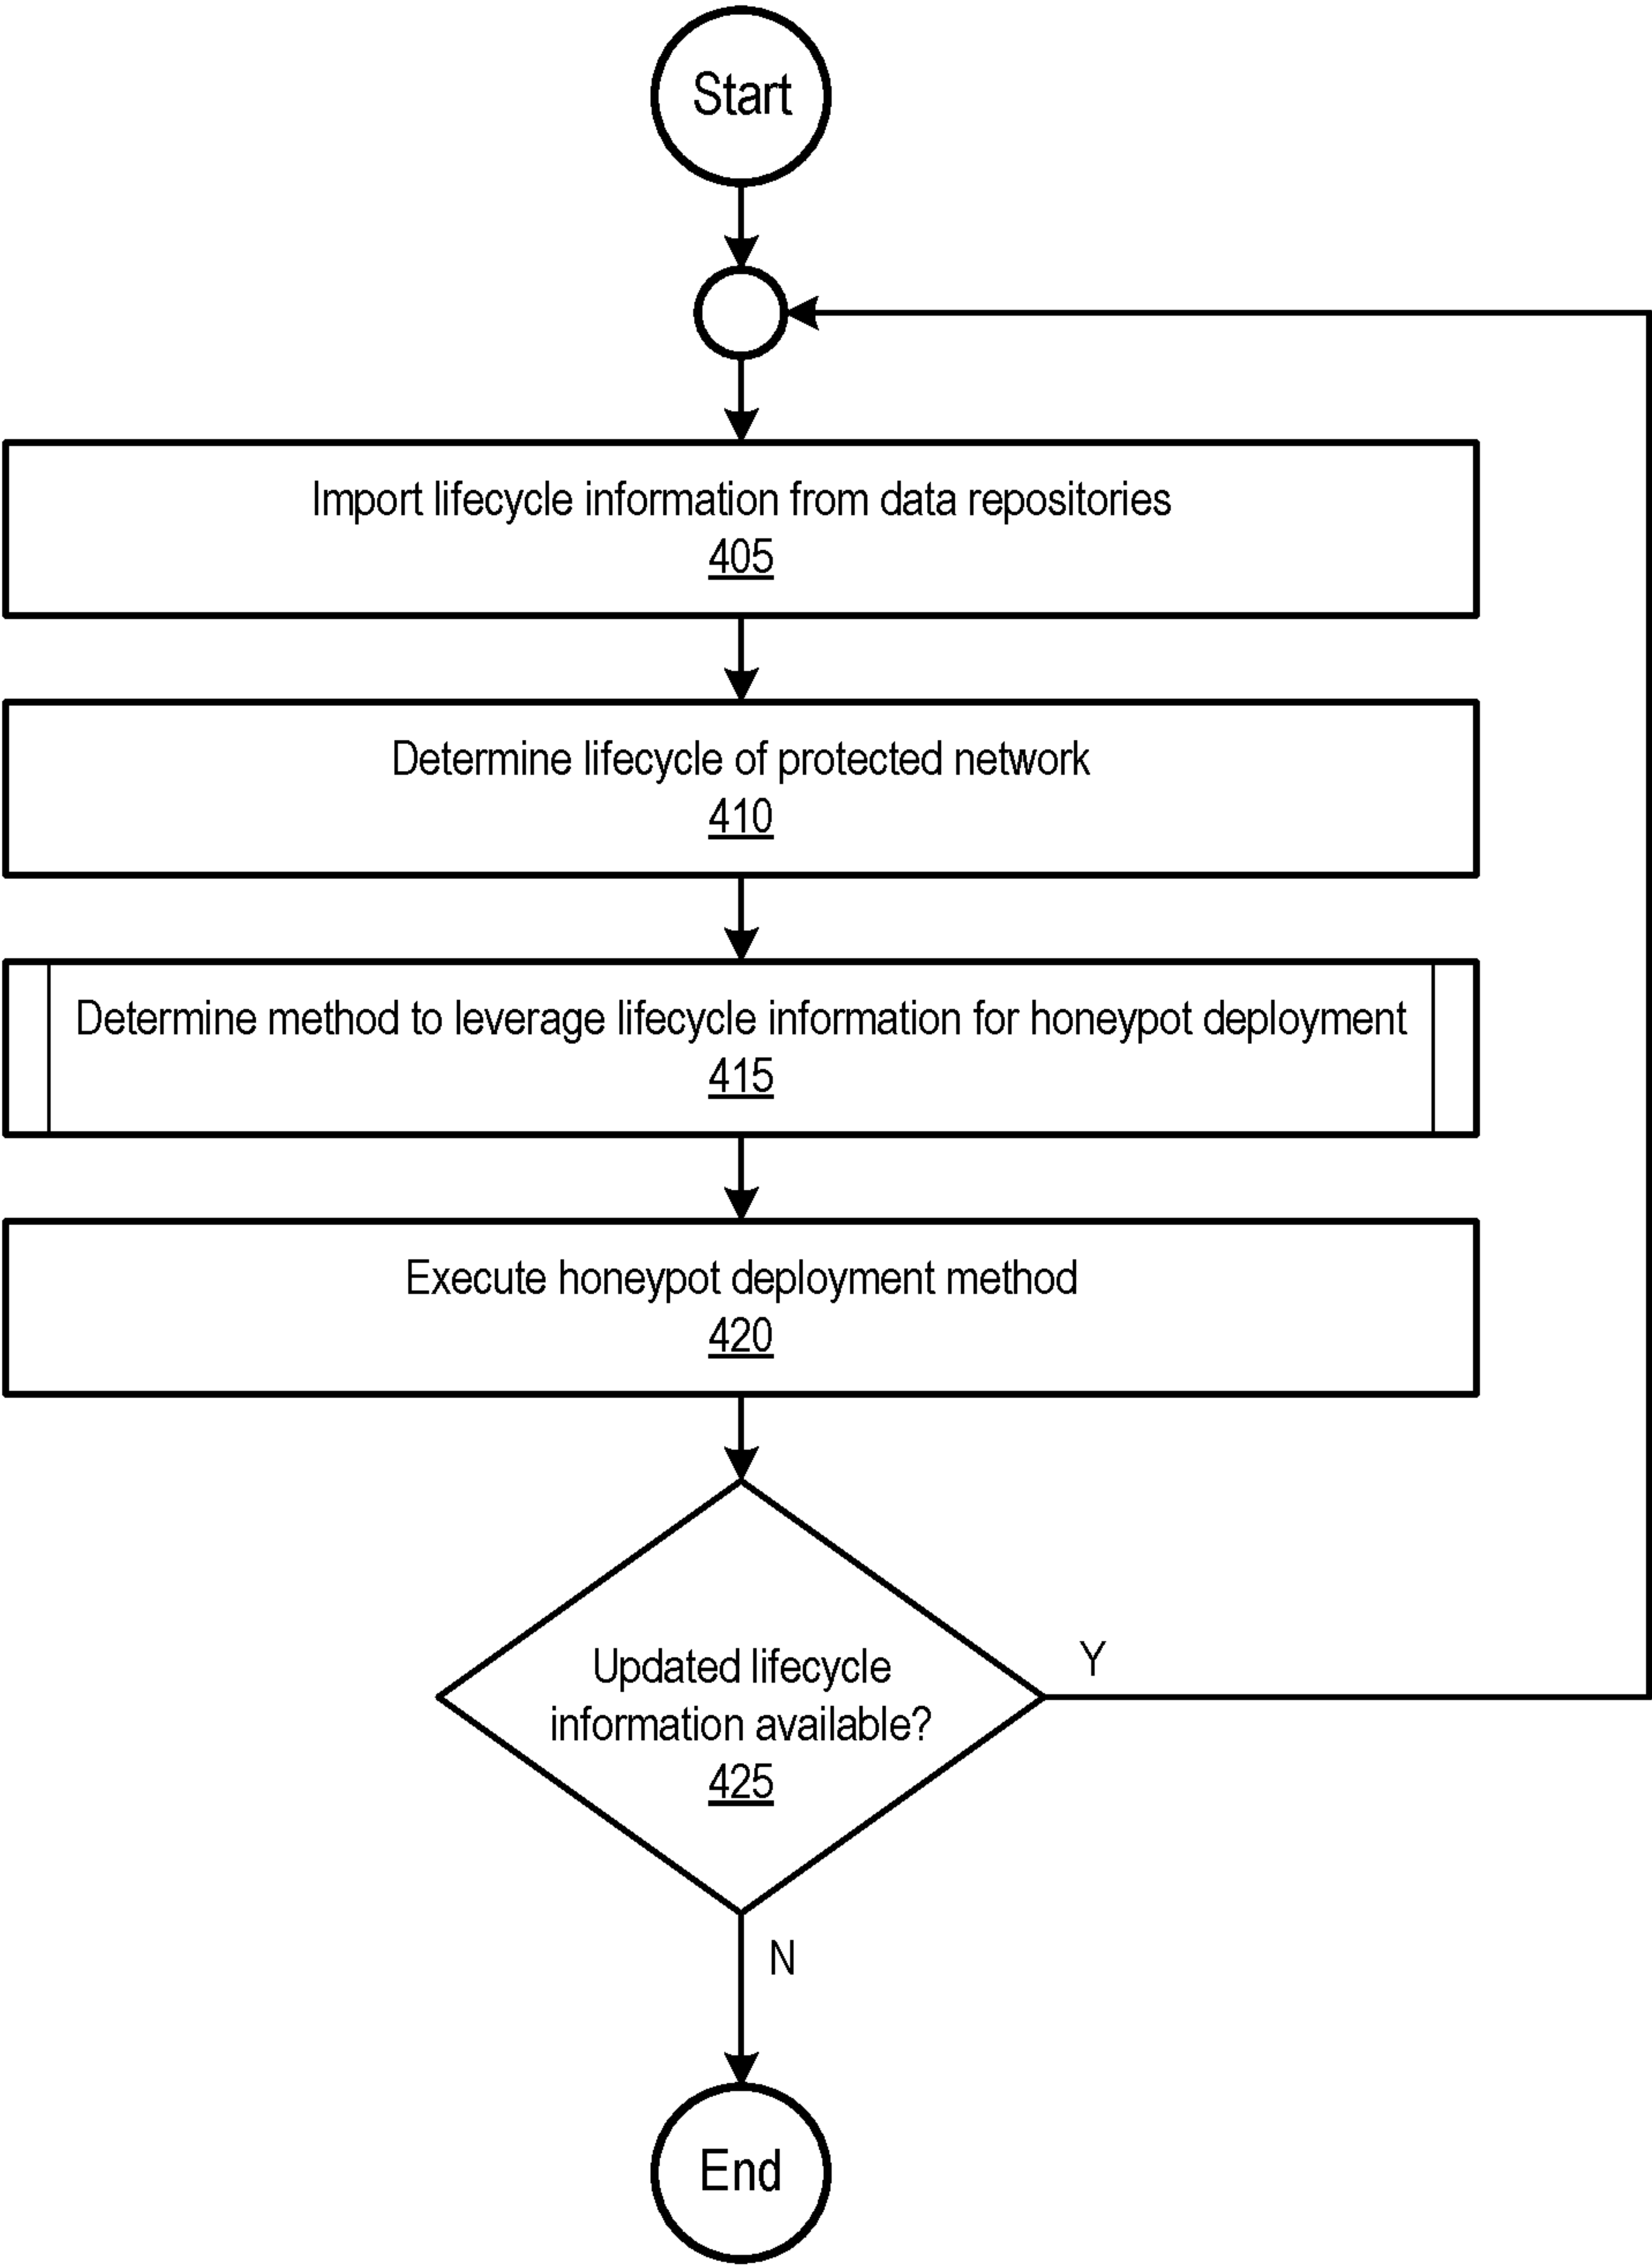 Start
Import lifecycle information from data repositories
405
Determine lifecycle of protected network
410
Determine method to leverage lifecycle information for honeypot deployment
415
Execute honeypot deployment method
420
Updated lifecycle
information available?
425
Y
N
End